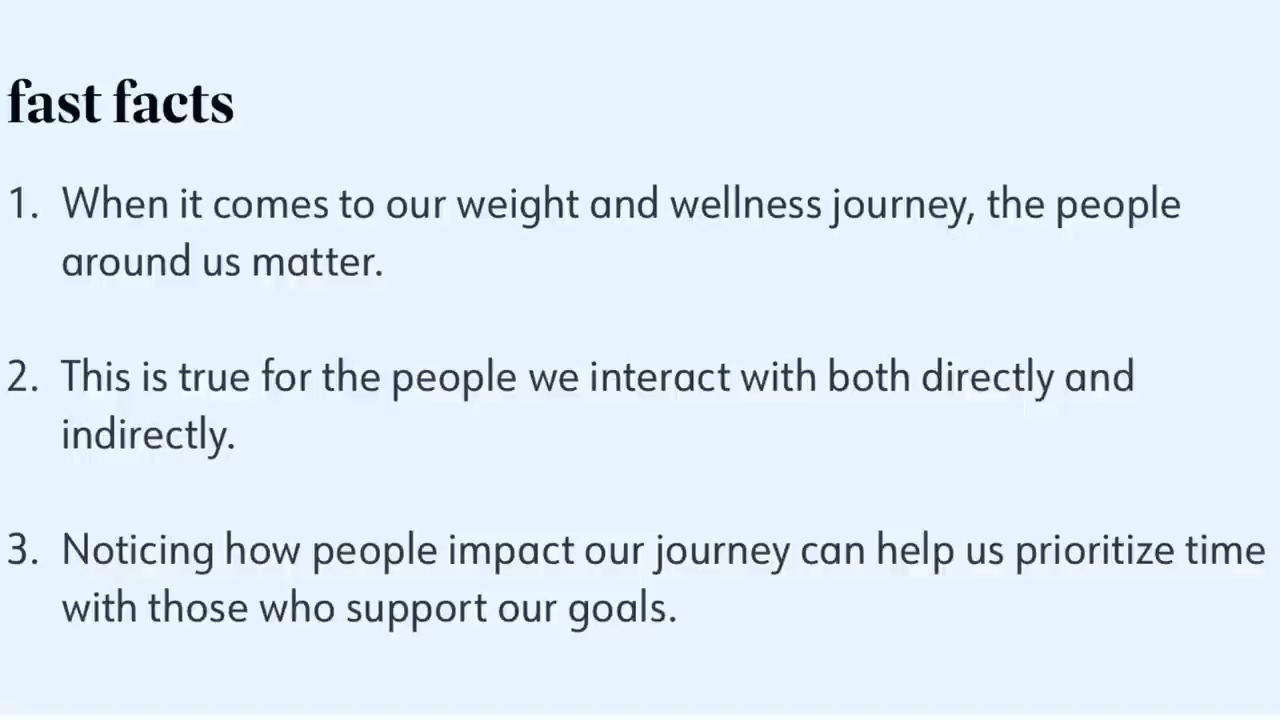 fast facts
1. When it comes to our weight and wellness journey, the people
around us matter.
2. This is true for the people we interact with both directly and
indirectly.
3. Noticing how people impact our journey can help us prioritize time
with those who support our goals.